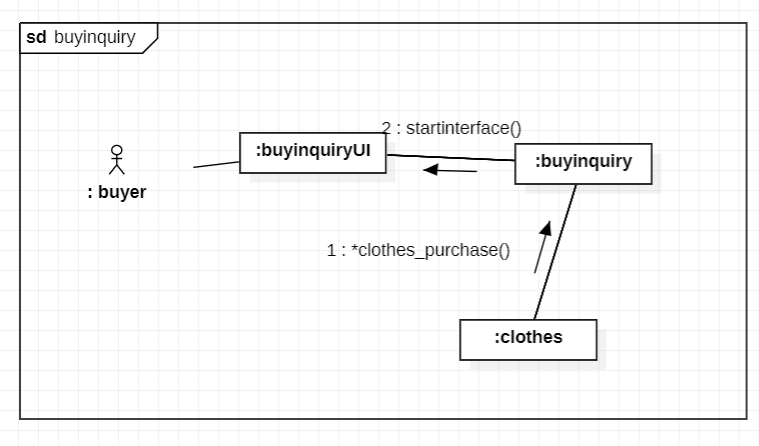 sd buyinquiry
2 : startinterface()
:buyinquiryUI
:buyinquiry
: buyer
1 : *clothes_purchase()
:clothes